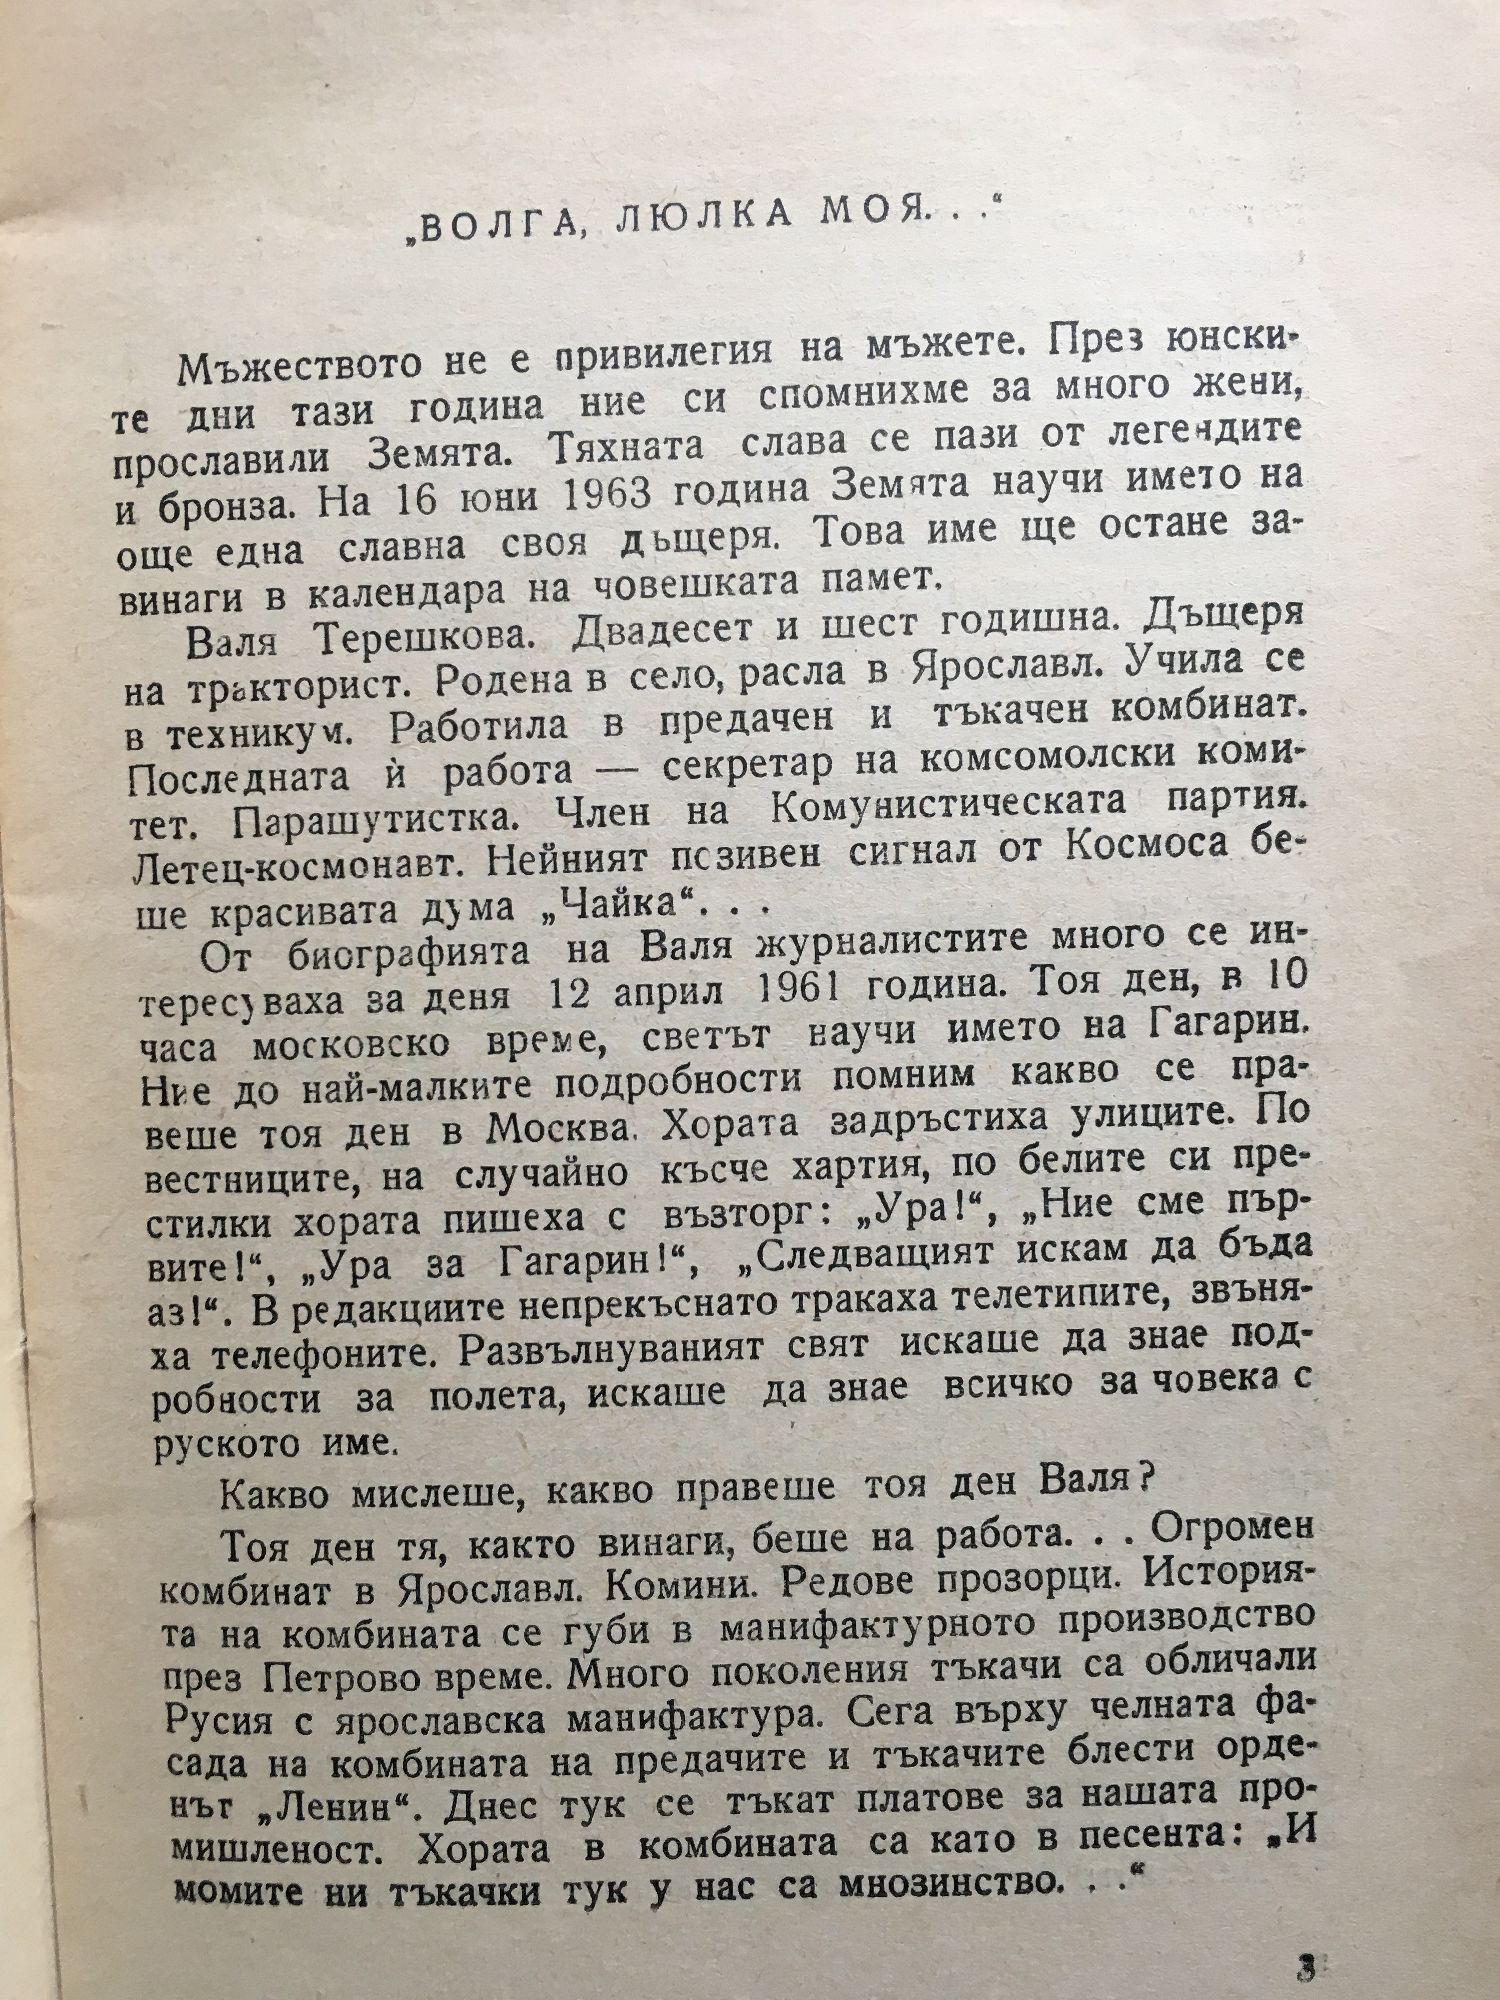 „ВОЛГА, ЛЮЛКА МОЯ. . .“
Мъжеството не е привилегия на мъжете. През юнски-
те дни тази година ние си спомнихме за много жени,
прославили Земята. Тяхната слава се пази от легендите
и бронза. На 16 юни 1963 година Земята научи името на
още една славна своя дъщеря. Това име ще остане за-
винаги в календара на човешката памет.
Валя Терешкова. Двадесет и шест годишна. Дъщеря
на тракторист. Родена в село, расла в Ярославл. Учила се
в техникум. Работила в предачен и тъкачен комбинат.
Последната ѝ работа — секретар на комсомолски коми-
тет. Парашутистка. Член на Комунистическата партия.
Летец-космонавт. Нейният позивен сигнал от Космоса бе-
ше красивата дума „Чайка“. . .
От биографията на Валя журналистите много се ин-
тересуваха за деня 12 април 1961 година. Тоя ден, в 10
часа московско време, светът научи името на Гагарин.
Ние до най-малките подробности помним какво се пра-
веше тоя ден в Москва. Хората задръстиха улиците. По
вестниците, на случайно късче хартия, по белите си пре-
стилки хората пишеха с възторг: „Ура!“, „Ние сме пър-
вите!“, „Ура за Гагарин!“, „Следващият искам да бъда
аз!“. В редакциите непрекъснато тракаха телетипите, звъня-
ха телефоните. Развълнуваният свят искаше да знае под-
робности за полета, искаше да знае всичко за човека с
руското име.
Какво мислеше, какво правеше тоя ден Валя?
Тоя ден тя, както винаги, беше на работа. . . Огромен
комбинат в Ярославл. Комини. Редове прозорци. История-
та на комбината се губи в манифактурното производство
през Петрово време. Много поколения тъкачи са обличали
Русия с ярославска манифактура. Сега върху челната фа-
сада на комбината на предачите и тъкачите блести орде-
нът „Ленин“. Днес тук се тъкат платове за нашата про-
мишленост. Хората в комбината са като в песента: „И
момите ни тъкачки тук у нас са мнозинство. . .“
3